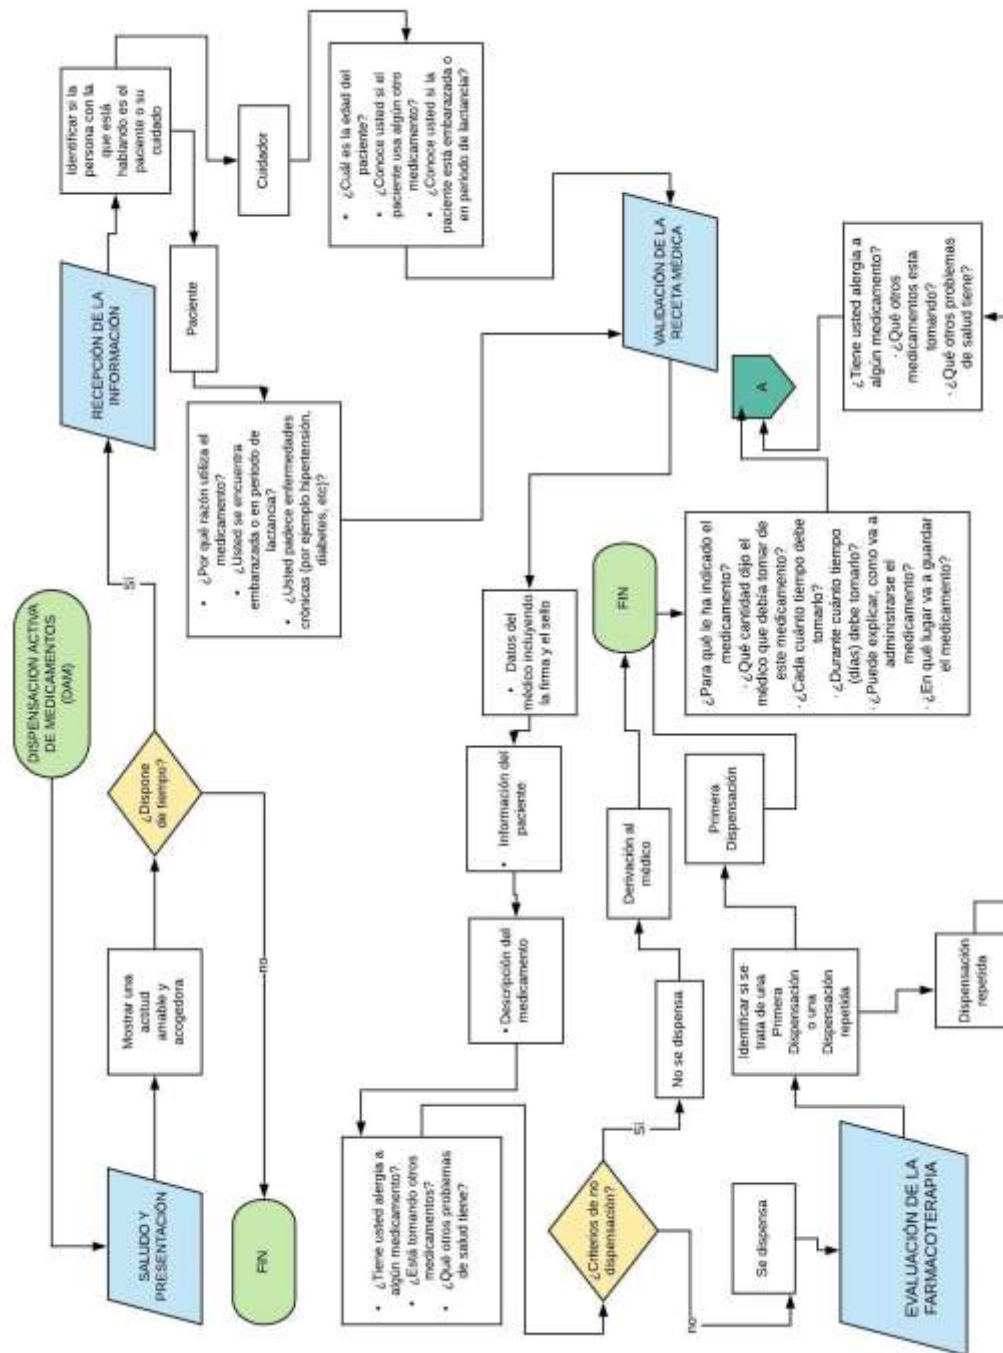 DISPENSACION ACTIVA
DE MEDICAMENTOS
(DAM)
SALUDO Y
PRESENTACIÓN
Mostrar una
actitud
amable y
acogedora
¿Dispone
de tiempo?
Sí
no
FIN
RECEPCIÓN DE LA
INFORMACIÓN
Identificar si la
persona con la
que está
hablando es el
paciente o su
cuidado
Paciente
Cuidador
• ¿Por qué razón utiliza el
medicamento?
• ¿Usted se encuentra
embarazada o en periodo de
lactancia?
• ¿Usted padece enfermedades
crónicas (por ejemplo hipertensión,
diabetes, etc)?
• ¿Cuál es la edad del
paciente?
• ¿Conoce usted si el
paciente usa algún otro
medicamento?
• ¿Conoce usted si la
paciente está embarazada o
en periodo de lactancia?
VALIDACIÓN DE LA
RECETA MÉDICA
• Datos del
médico incluyendo
la firma y el sello
• Información del
paciente
• Descripción del
medicamento
• ¿Tiene usted alergia a
algún medicamento?
• ¿Está tomando otros
medicamentos?
• ¿Qué otros problemas
de salud tiene?
¿Criterios de no
dispensación?
Sí
no
No se dispensa
Derivación al
médico
FIN
Se dispensa
EVALUACIÓN DE LA
FARMACOTERAPIA
Identificar si se
trata de una
Primera
Dispensación
o una
Dispensación
repetida
Primera
Dispensación
Dispensación
repetida
¿Para qué le ha indicado el
medicamento?
· ¿Qué cantidad dijo el
médico que debía tomar de
este medicamento?
· ¿Cada cuánto tiempo debe
tomarlo?
· ¿Durante cuánto tiempo
(días) debe tomarlo?
· ¿Puede explicar, como va a
administrarse el
medicamento?
· ¿En qué lugar va a guardar
el medicamento?
A
¿Tiene usted alergia a
algún medicamento?
· ¿Qué otros
medicamentos esta
tomando?
· ¿Qué otros problemas
de salud tiene?